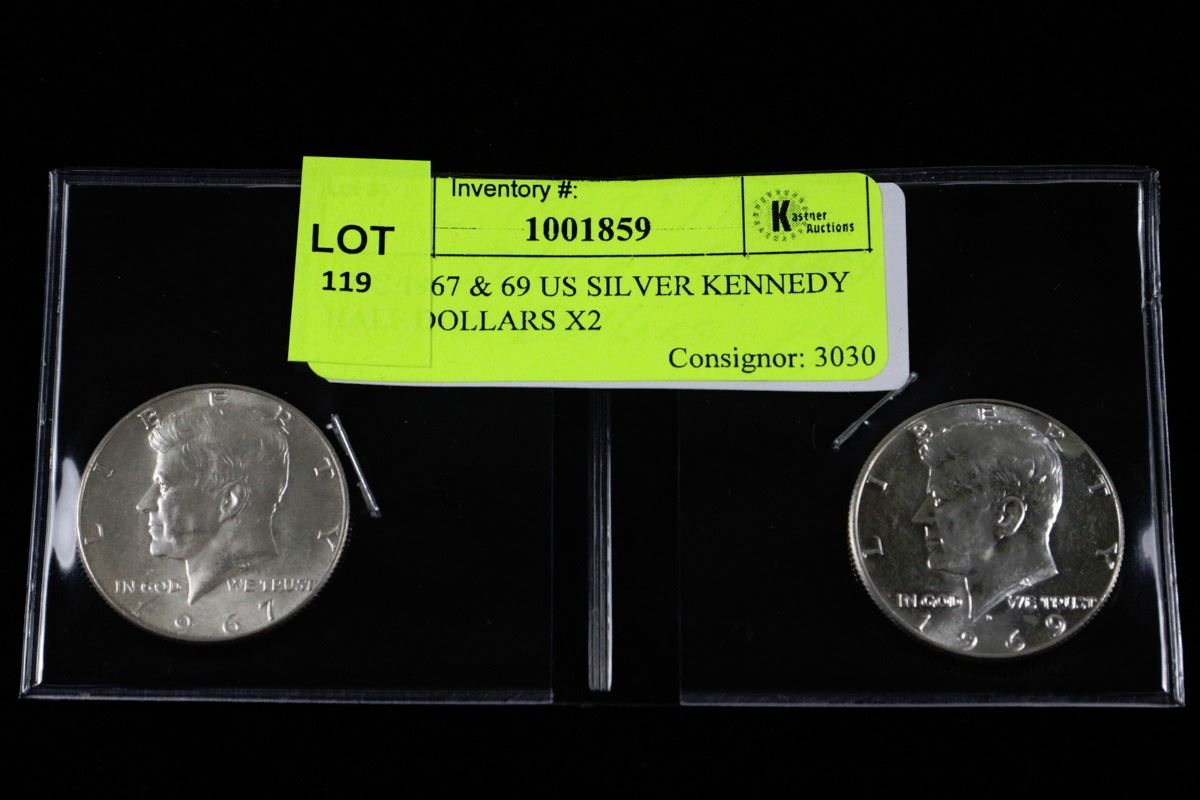 Inventory #:
1001859
Kastner
Auctions
LOT
119
67 & 69 US SILVER KENNEDY
HALF DOLLARS X2
Consignor: 3030
LIBERTY
IN GOD WE TRUST
1967
LIBERTY
IN GOD WE TRUST
1969